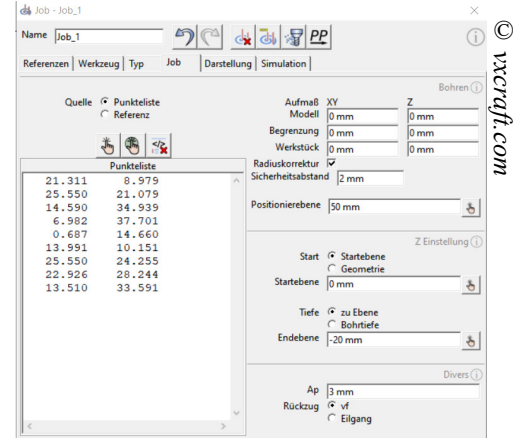 Job - Job_1
Name Job_1
PP
Referenzen Werkzeug Typ Job Darstellung Simulation
Quelle Punkteliste
Referenz
Punkteliste
21.311 8.979
25.550 21.079
14.590 34.939
6.982 37.701
0.687 14.660
13.991 10.151
25.550 24.255
22.926 28.244
13.510 33.591
Bohren
Aufmaß XY Z
Modell 0 mm 0 mm
Begrenzung 0 mm 0 mm
Werkstück 0 mm 0 mm
Radiuskorrektur
Sicherheitsabstand 2 mm
Positionierebene 50 mm
Z Einstellung
Start Startebene
Geometrie
Startebene 0 mm
Tiefe zu Ebene
Bohrtiefe
Endebene -20 mm
Divers
Ap 3 mm
Rückzug vf
Eilgang
© vxcraft.com